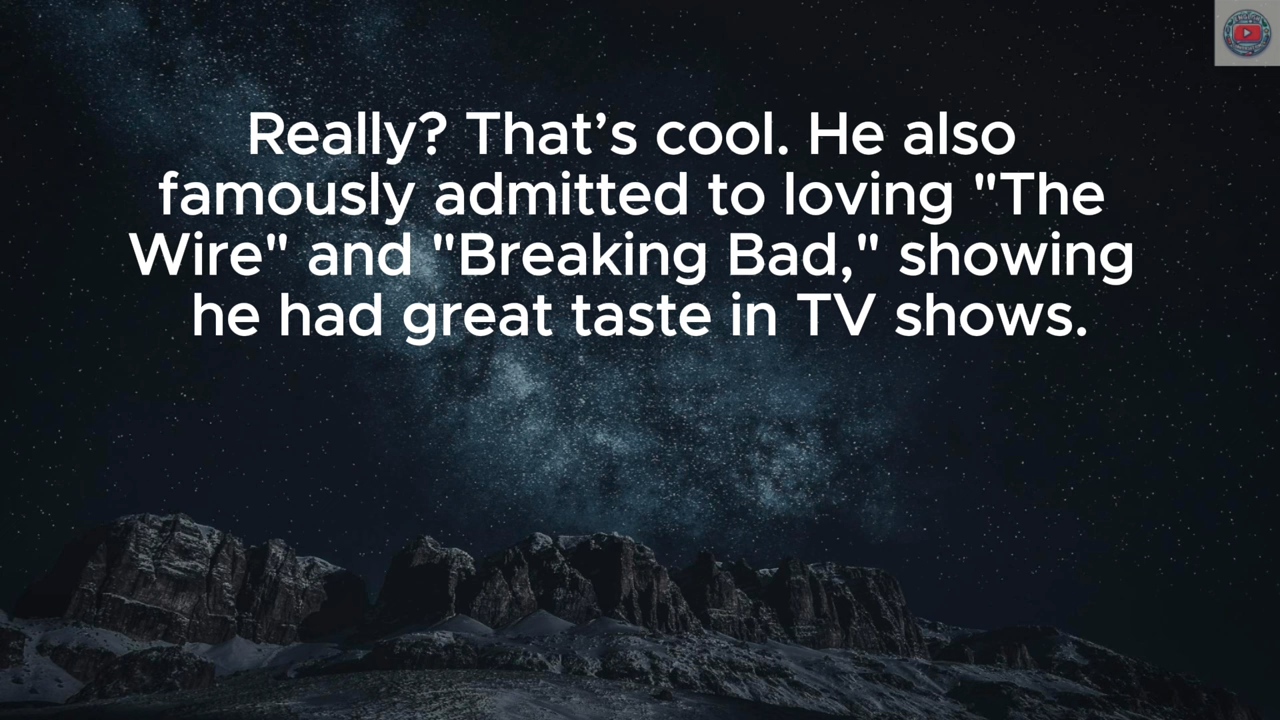 Really? That’s cool. He also
famously admitted to loving "The
Wire" and "Breaking Bad," showing
he had great taste in TV shows.